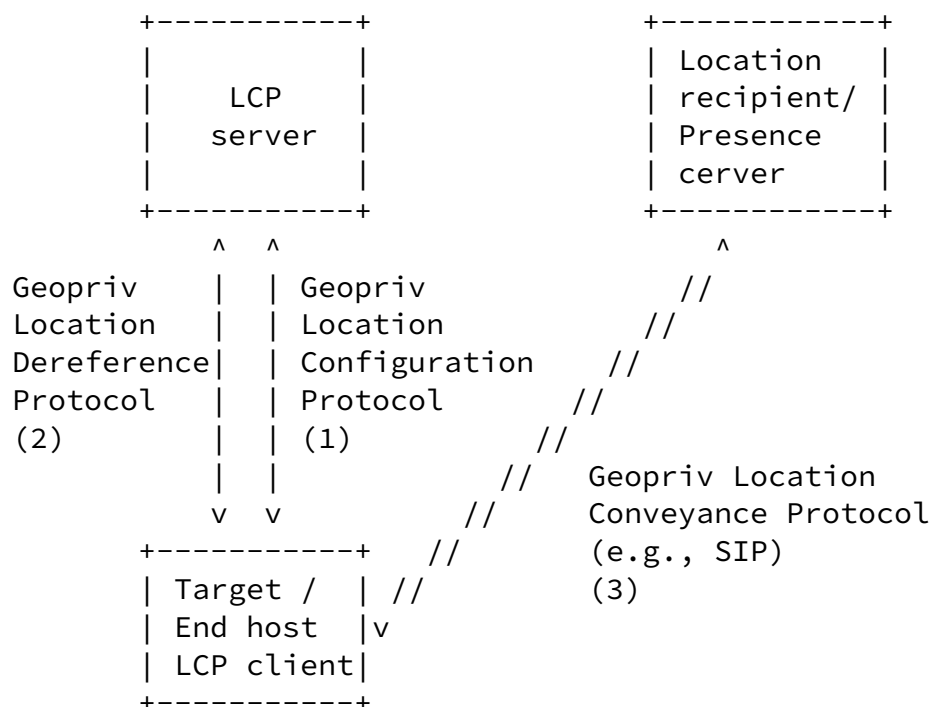 LCP
server
Location
recipient/
Presence
cerver
Geopriv
Location
Dereference
Protocol
(2)
Geopriv
Location
Configuration
Protocol
(1)
Geopriv Location
Conveyance Protocol
(e.g., SIP)
(3)
Target /
End host
LCP client